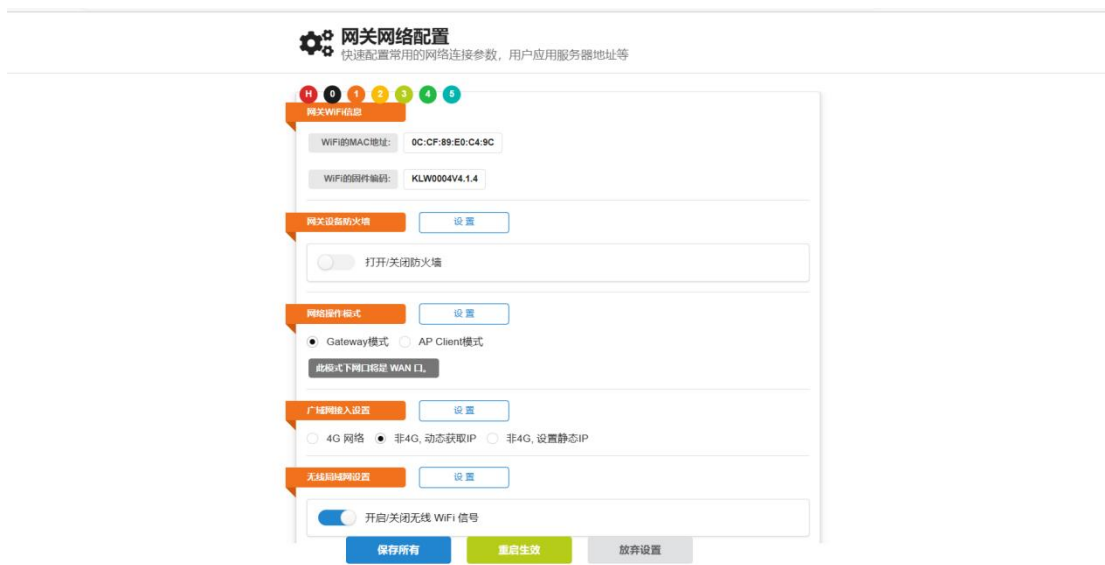 网关网络配置
快速配置常用的网络连接参数，用户应用服务器地址等
H 0 1 2 3 4 5
网关WiFi信息
WiFi的MAC地址: 0C:CF:89:E0:C4:9C
WiFi的固件编码: KLW0004V4.1.4
网关设备防火墙 设置
打开/关闭防火墙
网络操作模式 设置
Gateway模式 AP Client模式
此模式下网口将是 WAN 口。
广域网接入设置 设置
4G 网络 非4G, 动态获取IP 非4G, 设置静态IP
无线局域网设置 设置
开启/关闭无线 WiFi 信号
保存所有 重启生效 放弃设置